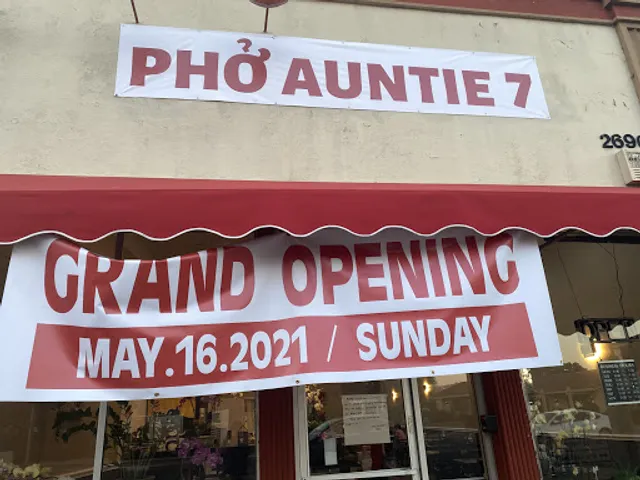 PHỞ AUNTIE 7
GRAND OPENING
MAY.16.2021 / SUNDAY